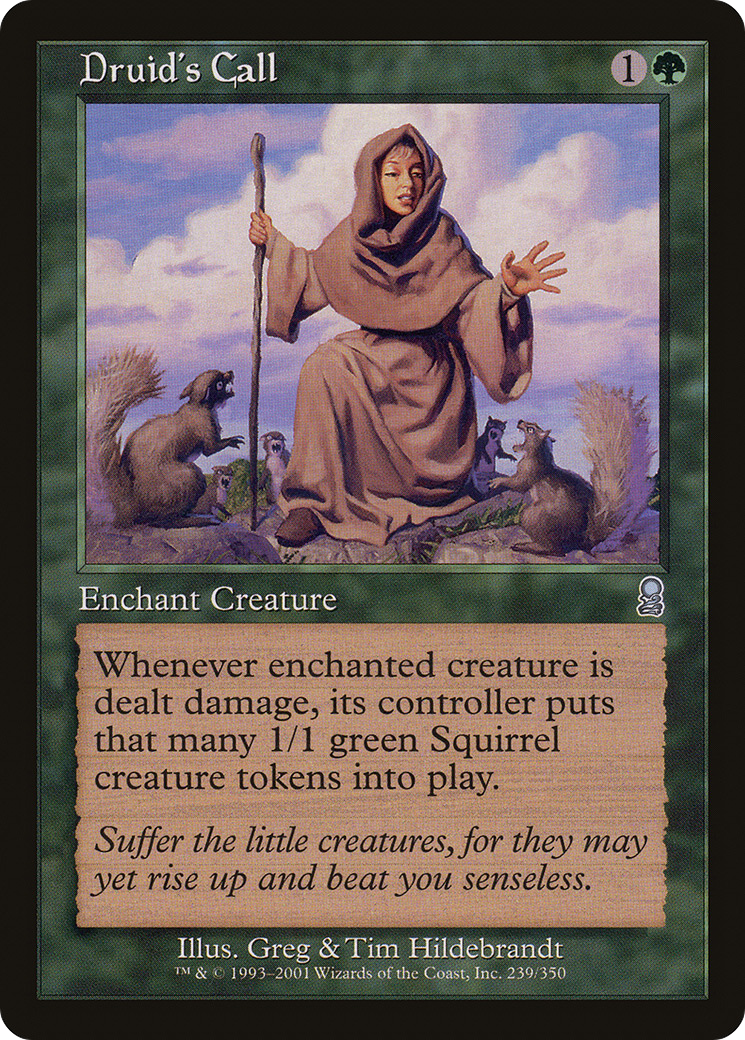 Druid's Call
1
Enchant Creature
Whenever enchanted creature is
dealt damage, its controller puts
that many 1/1 green Squirrel
creature tokens into play.
Suffer the little creatures, for they may
yet rise up and beat you senseless.
Illus. Greg & Tim Hildebrandt
™ & © 1993–2001 Wizards of the Coast, Inc. 239/350